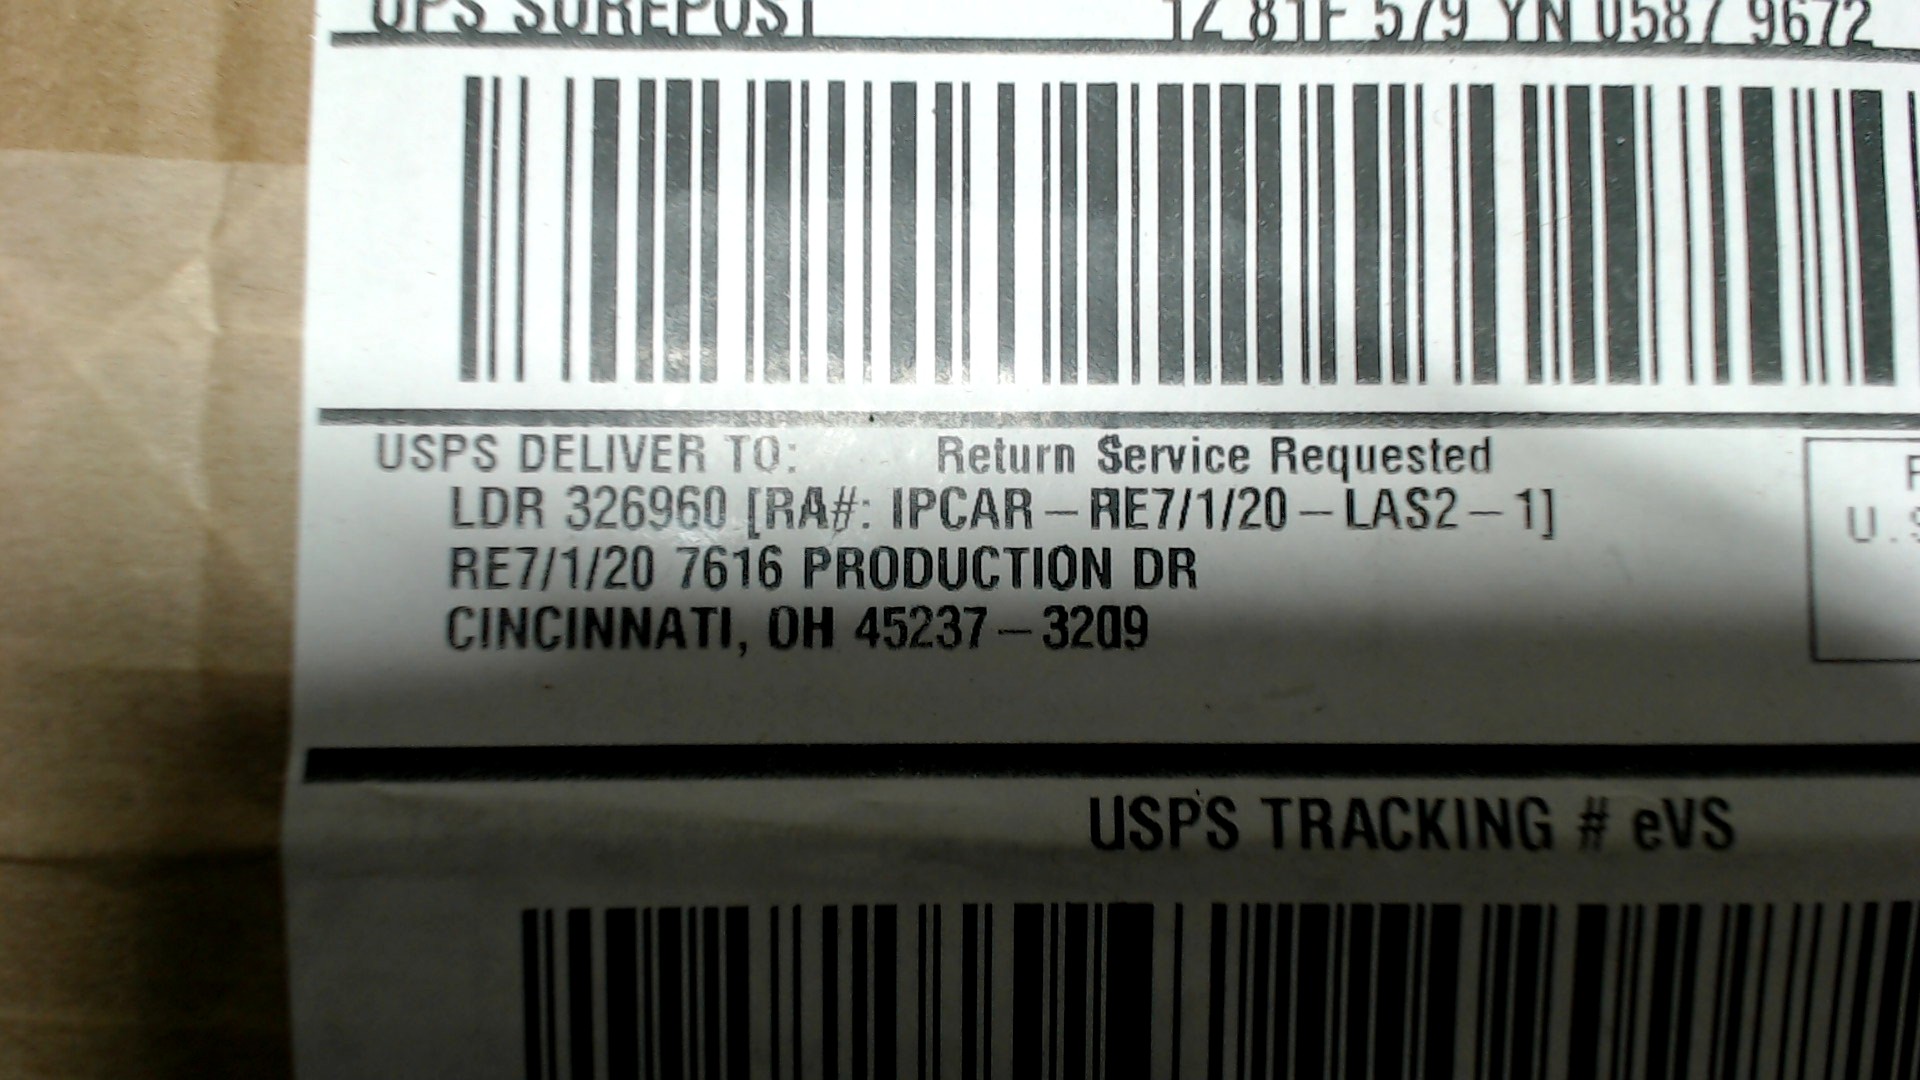 UPS SUREPOST 1Z 81F 579 YN 0587 9672
USPS DELIVER TO: Return Service Requested
LDR 326960 [RA#: IPCAR-RE7/1/20-LAS2-1]
RE7/1/20 7616 PRODUCTION DR
CINCINNATI, OH 45237-3209
USPS TRACKING # eVS